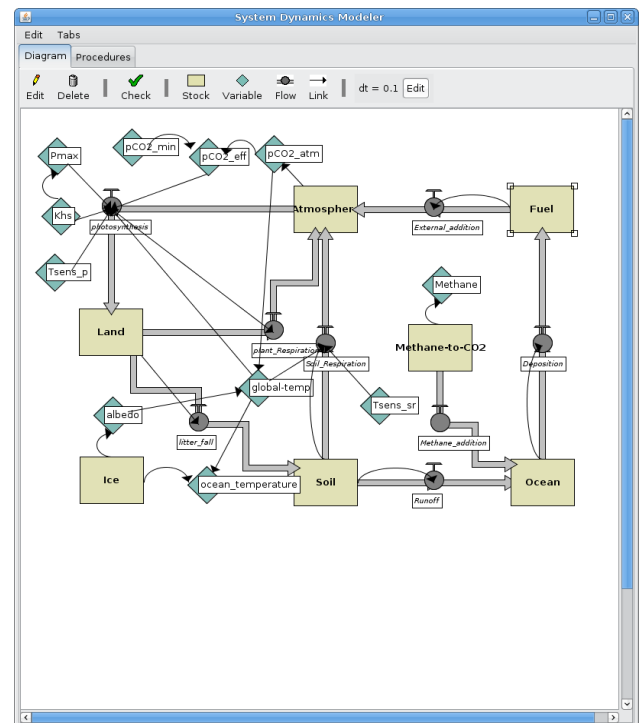 System Dynamics Modeler
Edit Tabs
Diagram Procedures
Edit Delete Check Stock Variable Flow Link dt = 0.1 Edit
Pmax
pCO2_min
pCO2_eff
pCO2_atm
Khs
photosynthesis
Atmospher
External_addition
Fuel
Tsens_p
Methane
Land
plant_Respiration
Soil_Respiration
Methane-to-CO2
Deposition
global-temp
albedo
Tsens_sr
litter_fall
Methane_addition
Ice
ocean_temperature
Soil
Runoff
Ocean